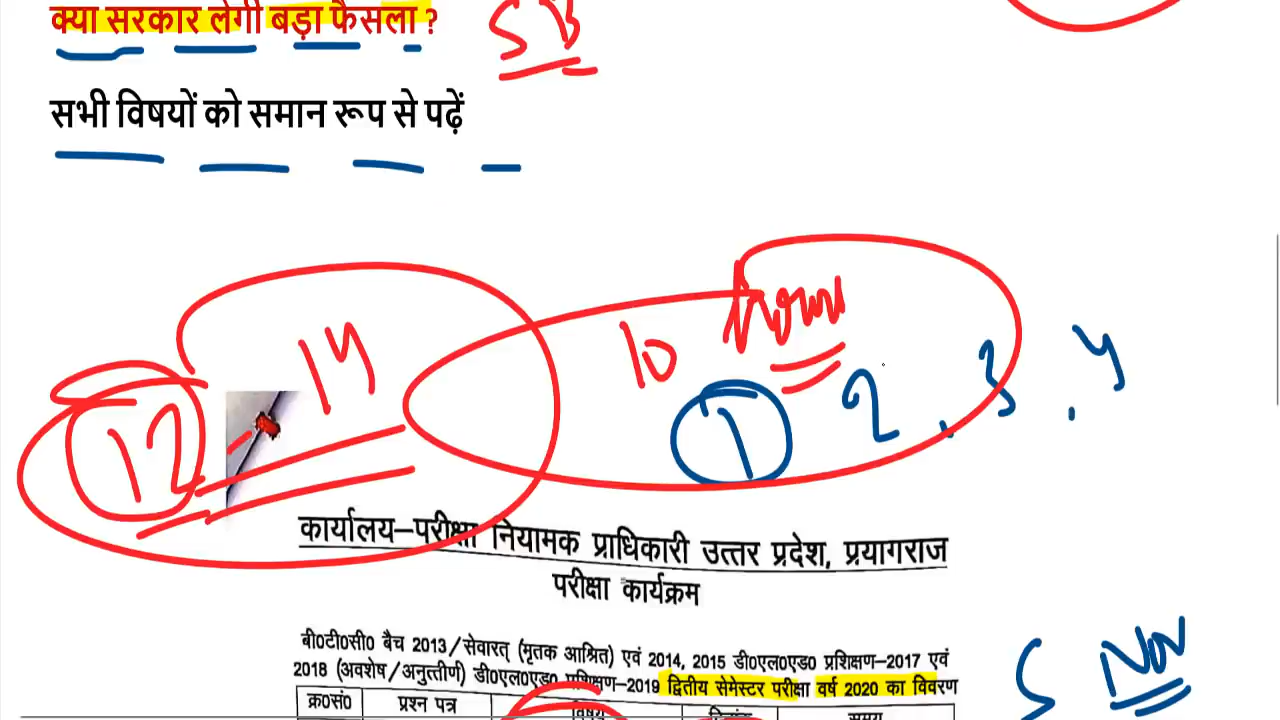 क्या सरकार लेगी बड़ा फैसला ?
S B
सभी विषयों को समान रूप से पढ़ें
12 - 14
10
1 2 , 3 , 4
कार्यालय–परीक्षा नियामक प्राधिकारी उत्तर प्रदेश, प्रयागराज
परीक्षा कार्यक्रम
बी0टी0सी0 बैच 2013/सेवारत् (मृतक आश्रित) एवं 2014, 2015 डी0एल0एड0 प्रशिक्षण–2017 एवं
2018 (अवशेष/अनुत्तीर्ण) डी0एल0एड0 प्रशिक्षण–2019 द्वितीय सेमेस्टर परीक्षा वर्ष 2020 का विवरण
5 Nov
क्र0सं0 प्रश्न पत्र विषय दिनांक समय